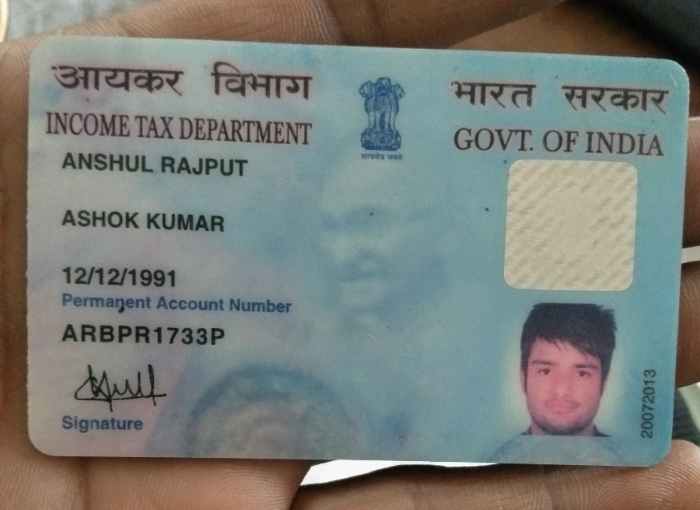 आयकर विभाग
भारत सरकार
INCOME TAX DEPARTMENT
GOVT. OF INDIA
सत्यमेव जयते
ANSHUL RAJPUT
ASHOK KUMAR
12/12/1991
Permanent Account Number
ARBPR1733P
Signature
20072013